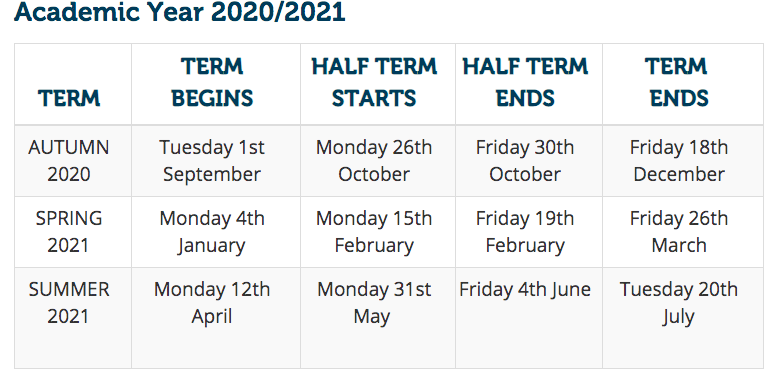 Academic Year 2020/2021
TERM
TERM
BEGINS
HALF TERM
STARTS
HALF TERM
ENDS
TERM
ENDS
AUTUMN
2020
Tuesday 1st
September
Monday 26th
October
Friday 30th
October
Friday 18th
December
SPRING
2021
Monday 4th
January
Monday 15th
February
Friday 19th
February
Friday 26th
March
SUMMER
2021
Monday 12th
April
Monday 31st
May
Friday 4th June
Tuesday 20th
July